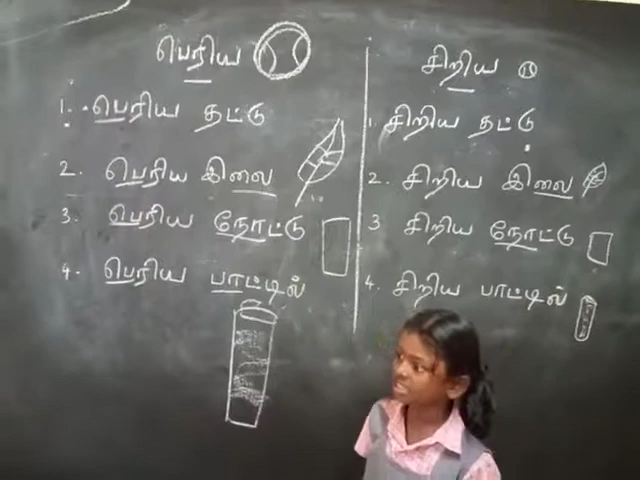 பெரிய
1. பெரிய தட்டு
2. பெரிய இலை
3. பெரிய நோட்டு
4. பெரிய பாட்டில்
சிறிய
1. சிறிய தட்டு
2. சிறிய இலை
3 சிறிய நோட்டு
4. சிறிய பாட்டில்